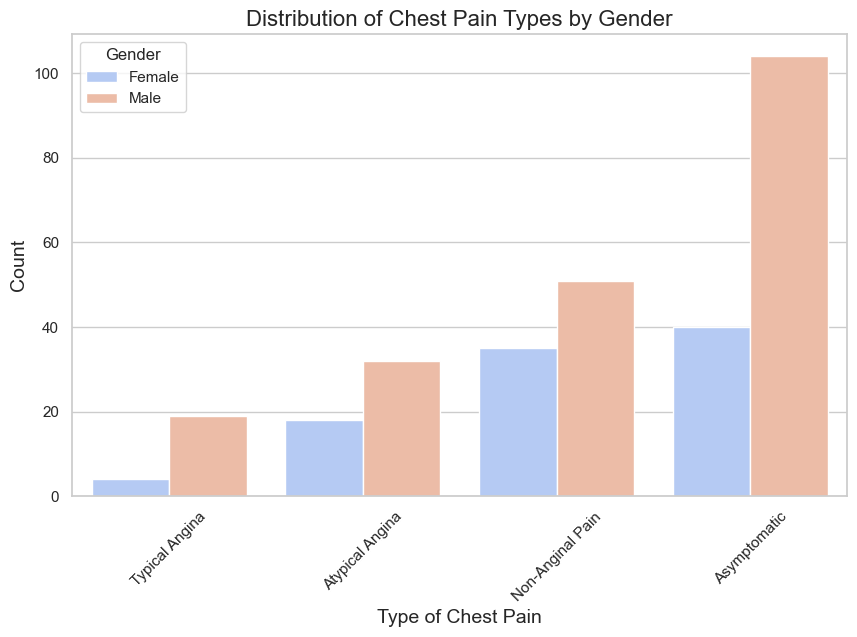 Distribution of Chest Pain Types by Gender
Gender
Female
Male
Count
100
80
60
40
20
0
Typical Angina
Atypical Angina
Non-Anginal Pain
Asymptomatic
Type of Chest Pain